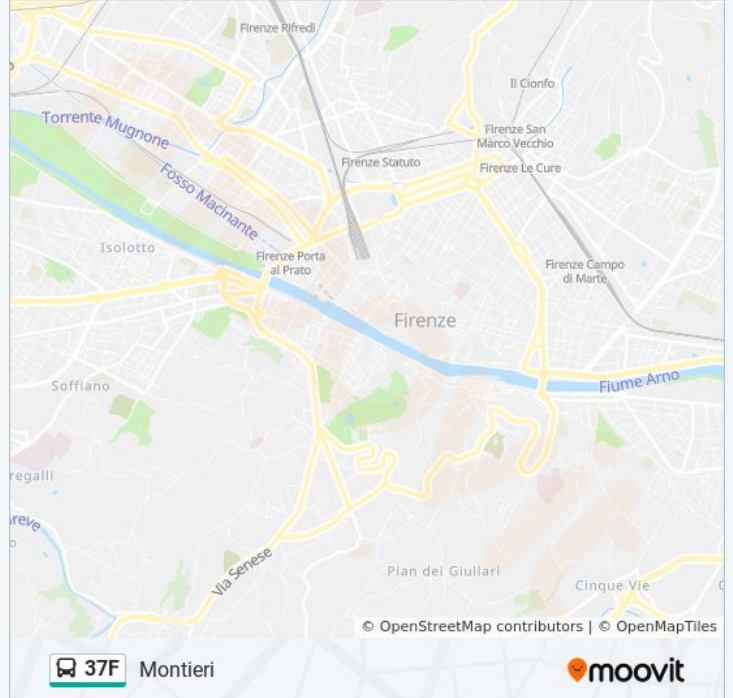 Firenze Rifredi
Il Cionfo
Torrente Mugnone
Firenze San
Marco Vecchio
Firenze Statuto
Firenze Le Cure
Fosso Macinante
Isolotto
Firenze Porta
al Prato
Firenze Campo
di Marte
Firenze
Fiume Arno
Soffiano
regalli
reve
Via Senese
Pian dei Giullari
Cinque Vie
© OpenStreetMap contributors | © OpenMapTiles
37F Montieri
moovit